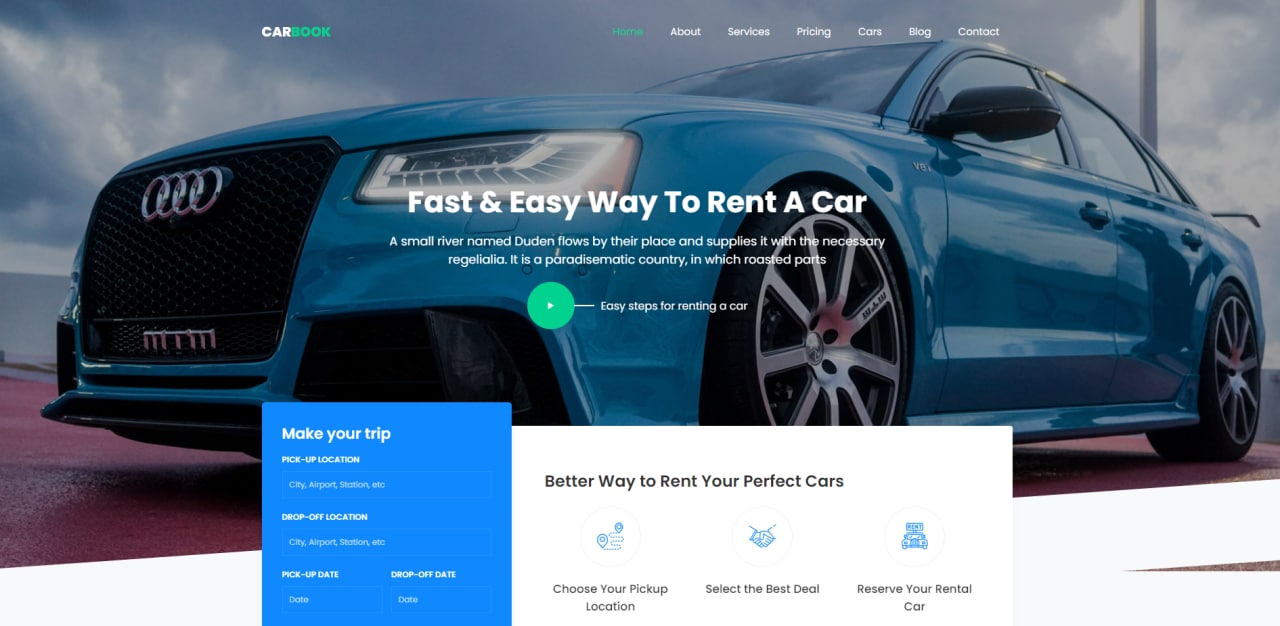 CARBOOK
Home About Services Pricing Cars Blog Contact
V8T
Fast & Easy Way To Rent A Car
A small river named Duden flows by their place and supplies it with the necessary
regelialia. It is a paradisematic country, in which roasted parts
Easy steps for renting a car
mtm
Make your trip
PICK-UP LOCATION
City, Airport, Station, etc
DROP-OFF LOCATION
City, Airport, Station, etc
PICK-UP DATE DROP-OFF DATE
Date Date
Better Way to Rent Your Perfect Cars
RENT
Choose Your Pickup
Location
Select the Best Deal
Reserve Your Rental
Car